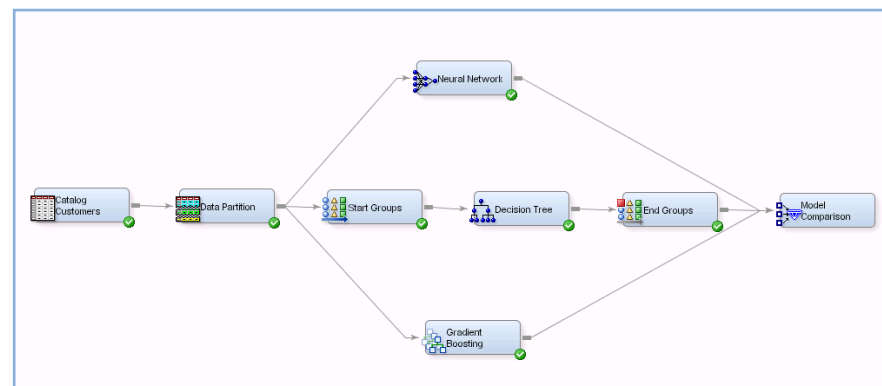 Neural Network
Catalog
Customers
Data Partition
Start Groups
Decision Tree
End Groups
Model
Comparison
Gradient
Boosting